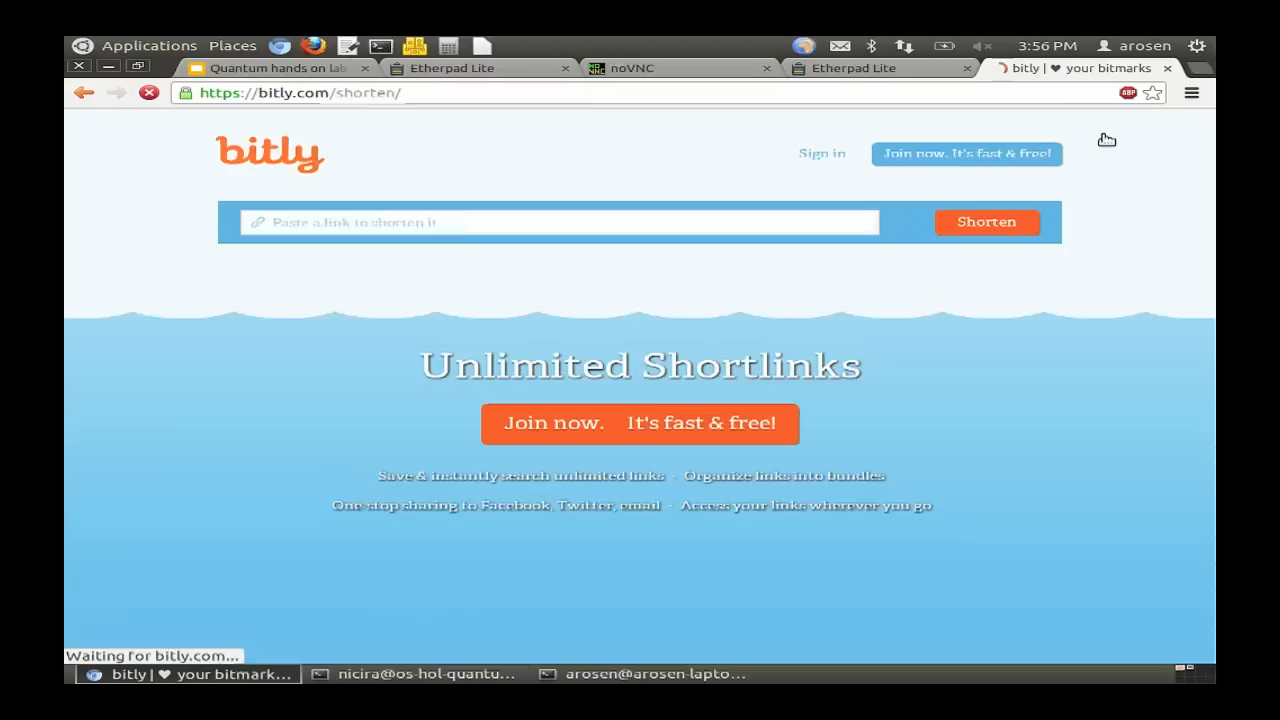 Applications Places 3:56 PM arosen
Quantum hands on lab Etherpad Lite noVNC Etherpad Lite bitly | ♥ your bitmarks
https://bitly.com/shorten/ ABP
bitly
Sign in Join now. It's fast & free!
Paste a link to shorten it Shorten
Unlimited Shortlinks
Join now. It's fast & free!
Save & instantly search unlimited links · Organize links into bundles
One-stop sharing to Facebook, Twitter, email · Access your links wherever you go
Waiting for bitly.com...
bitly | ♥ your bitmark... nicira@os-hol-quantu... arosen@arosen-lapto...